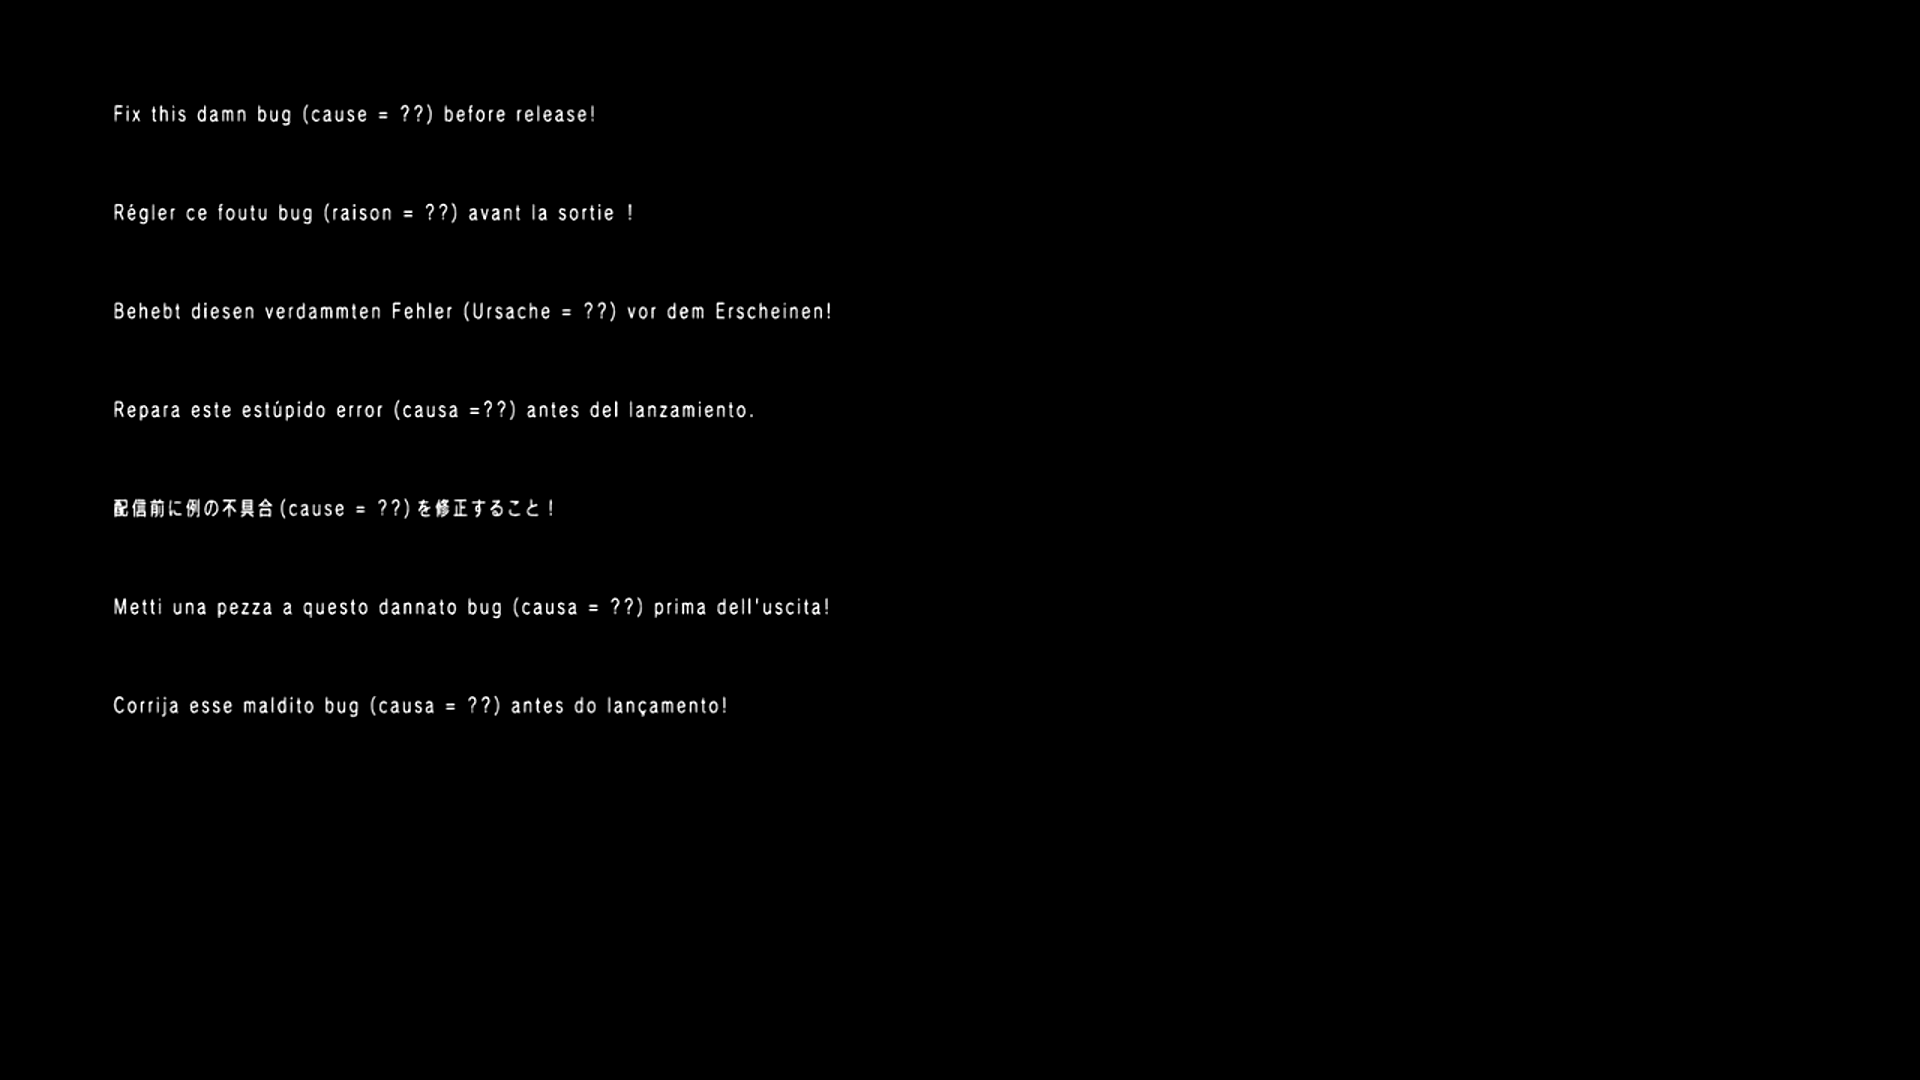 Fix this damn bug (cause = ??) before release!
Régler ce foutu bug (raison = ??) avant la sortie !
Behebt diesen verdammten Fehler (Ursache = ??) vor dem Erscheinen!
Repara este estúpido error (causa =??) antes del lanzamiento.
配信前に例の不具合(cause = ??)を修正すること！
Metti una pezza a questo dannato bug (causa = ??) prima dell'uscita!
Corrija esse maldito bug (causa = ??) antes do lançamento!